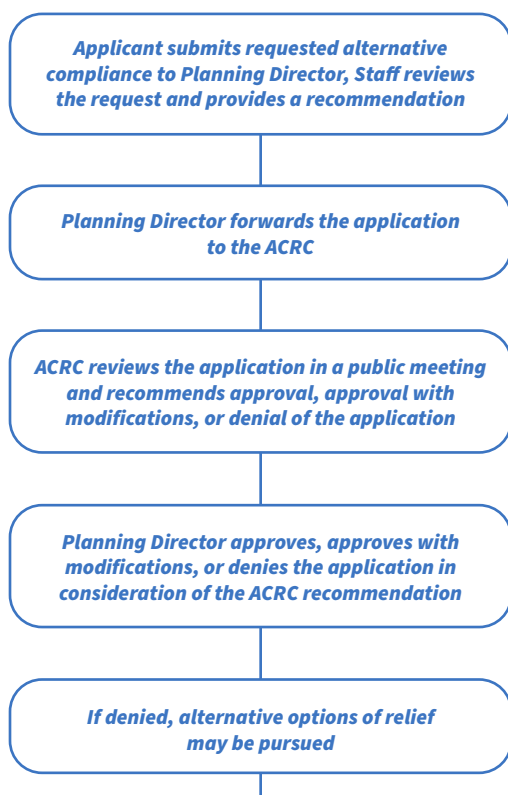 Applicant submits requested alternative
compliance to Planning Director, Staff reviews
the request and provides a recommendation
Planning Director forwards the application
to the ACRC
ACRC reviews the application in a public meeting
and recommends approval, approval with
modifications, or denial of the application
Planning Director approves, approves with
modifications, or denies the application in
consideration of the ACRC recommendation
If denied, alternative options of relief
may be pursued